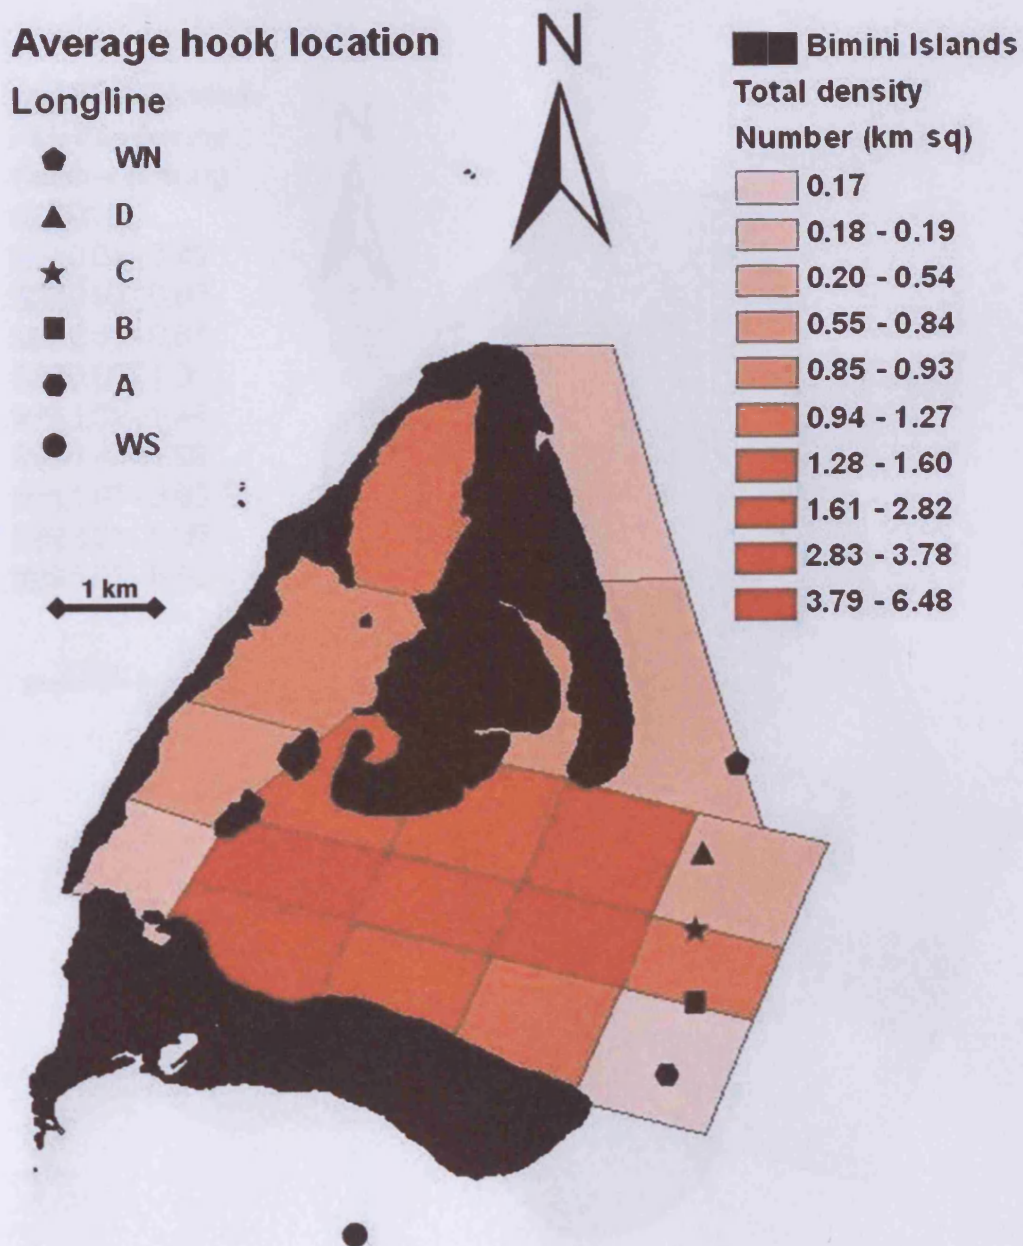 Average hook location
Longline
WN
D
C
B
A
WS
N
1 km
Bimini Islands
Total density
Number (km sq)
0.17
0.18 - 0.19
0.20 - 0.54
0.55 - 0.84
0.85 - 0.93
0.94 - 1.27
1.28 - 1.60
1.61 - 2.82
2.83 - 3.78
3.79 - 6.48